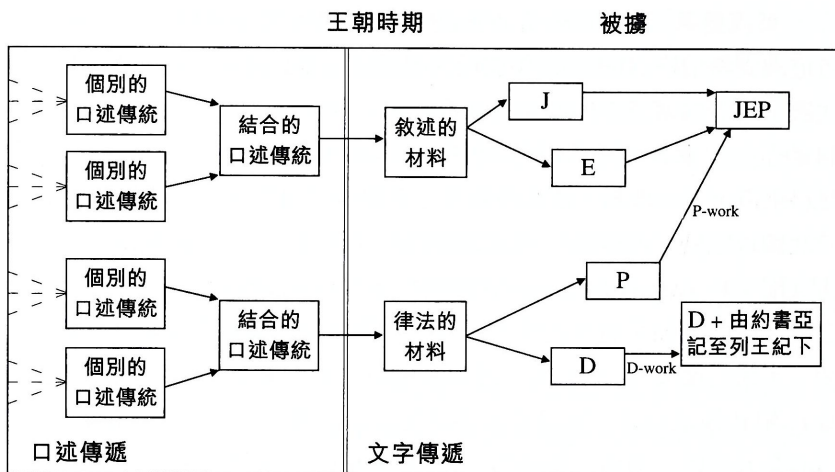 王朝時期
被擄
個別的
口述傳統
結合的
口述傳統
個別的
口述傳統
敘述的
材料
J
E
JEP
P-work
個別的
口述傳統
結合的
口述傳統
個別的
口述傳統
律法的
材料
P
D
D-work
D + 由約書亞
記至列王紀下
口述傳遞
文字傳遞